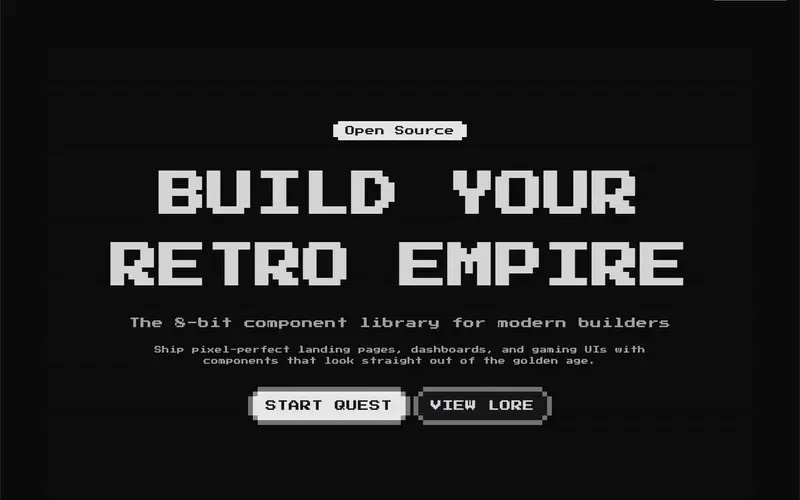 Open Source
BUILD YOUR
RETRO EMPIRE
The 8-bit component library for modern builders
Ship pixel-perfect landing pages, dashboards, and gaming UIs with
components that look straight out of the golden age.
START QUEST
VIEW LORE